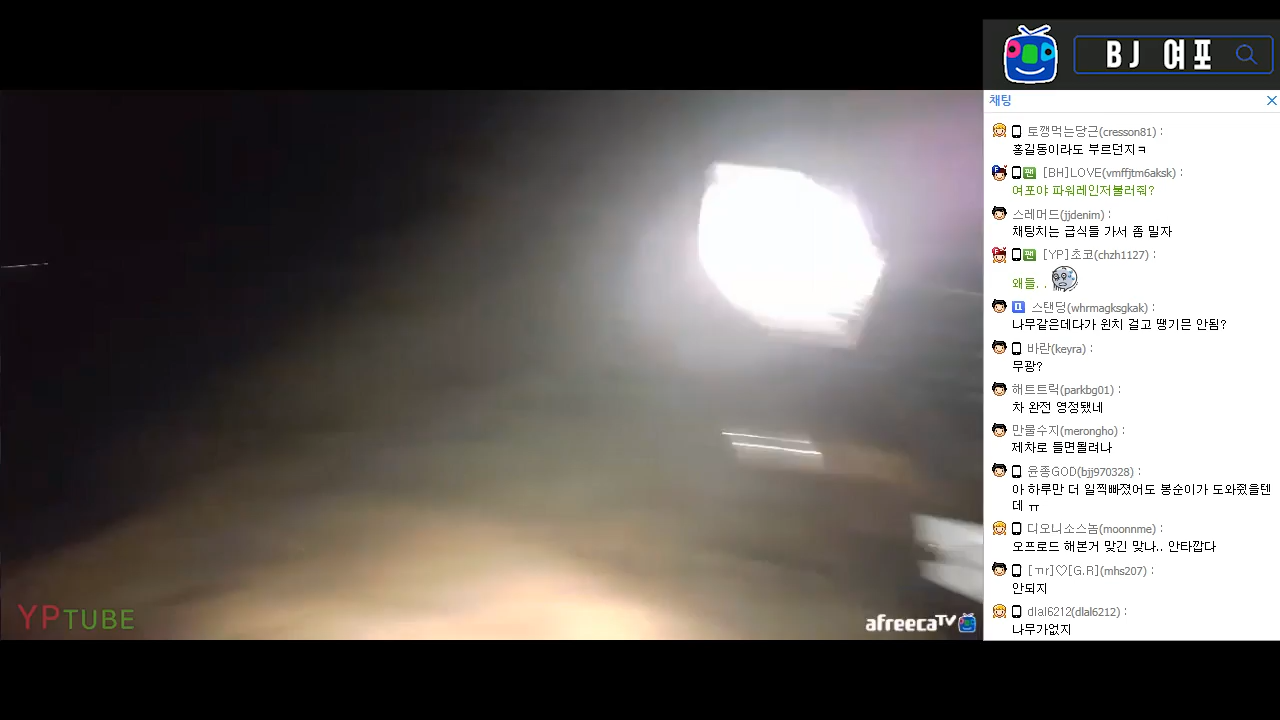 BJ 여포
채팅
토깽먹는당근(cresson81) :
홍길동이라도 부르던지ㅋ
팬 [BH]LOVE(vmffjtm6aksk) :
여포야 파워레인저불러줘?
스레머드(jjdenim) :
채팅치는 급식들 가서 좀 밀자
팬 [YP]초코(chzh1127) :
왜들. .
스탠딩(whrmagksgkak) :
나무같은데다가 윈치 걸고 땡기믄 안됨?
바란(keyra) :
무광?
해트트럭(parkbg01) :
차 완전 영정됐네
만물수지(merongho) :
제차로 들면될려나
윤종GOD(bjj970328) :
아 하루만 더 일찍빠졌어도 봉순이가 도와줬을텐
데 ㅠ
디오니소스놈(moonnme) :
오프로드 해본거 맞긴 맞나.. 안타깝다
[ㄲr]♡[G.R](mhs207) :
안되지
dlal6212(dlal6212) :
나무가없지
YPTUBE
afreecaTV